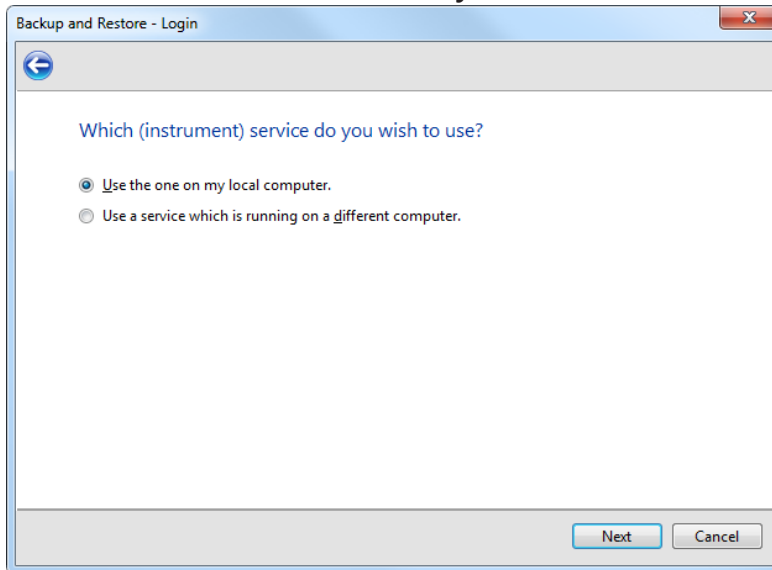 Backup and Restore - Login
Which (instrument) service do you wish to use?
Use the one on my local computer.
Use a service which is running on a different computer.
Next Cancel